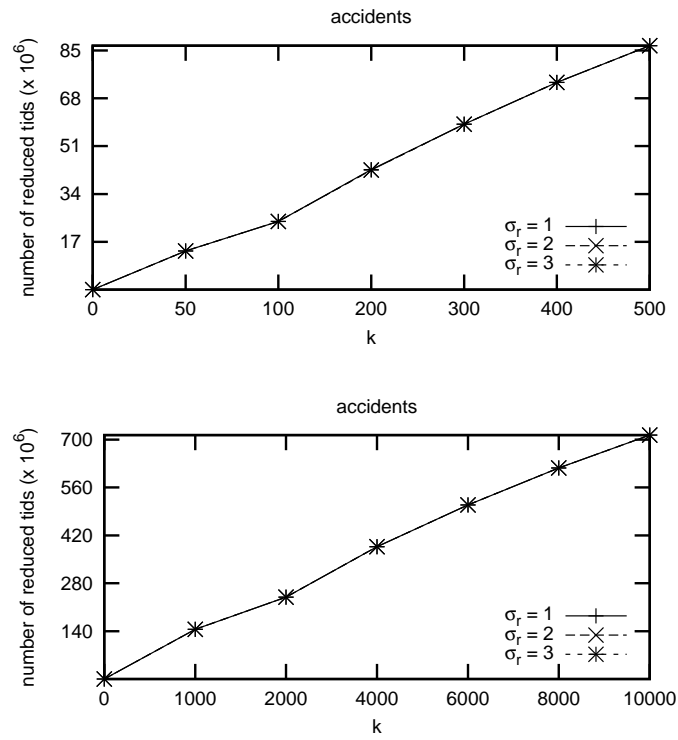 accidents
number of reduced tids (x 10⁶)
85
68
51
34
17
σr = 1
σr = 2
σr = 3
0 50 100 200 300 400 500
k
accidents
number of reduced tids (x 10⁶)
700
560
420
280
140
σr = 1
σr = 2
σr = 3
0 1000 2000 4000 6000 8000 10000
k